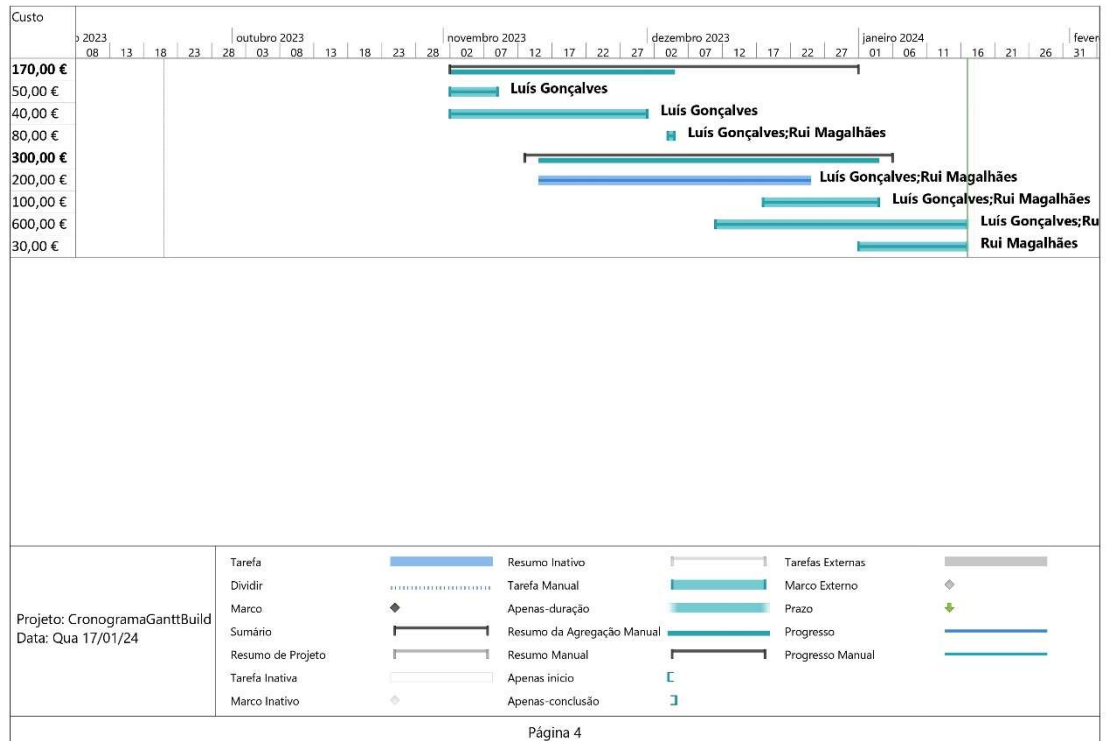 Custo
o 2023 outubro 2023 novembro 2023 dezembro 2023 janeiro 2024 fever
08 13 18 23 28 03 08 13 18 23 28 02 07 12 17 22 27 02 07 12 17 22 27 01 06 11 16 21 26 31
170,00 €
50,00 € Luís Gonçalves
40,00 € Luís Gonçalves
80,00 € Luís Gonçalves;Rui Magalhães
300,00 €
200,00 € Luís Gonçalves;Rui Magalhães
100,00 € Luís Gonçalves;Rui Magalhães
600,00 € Luís Gonçalves;Ru
30,00 € Rui Magalhães
Projeto: CronogramaGanttBuild
Data: Qua 17/01/24
Tarefa
Dividir
Marco
Sumário
Resumo de Projeto
Tarefa Inativa
Marco Inativo
Resumo Inativo
Tarefa Manual
Apenas-duração
Resumo da Agregação Manual
Resumo Manual
Apenas inicio
Apenas-conclusão
Tarefas Externas
Marco Externo
Prazo
Progresso
Progresso Manual
Página 4